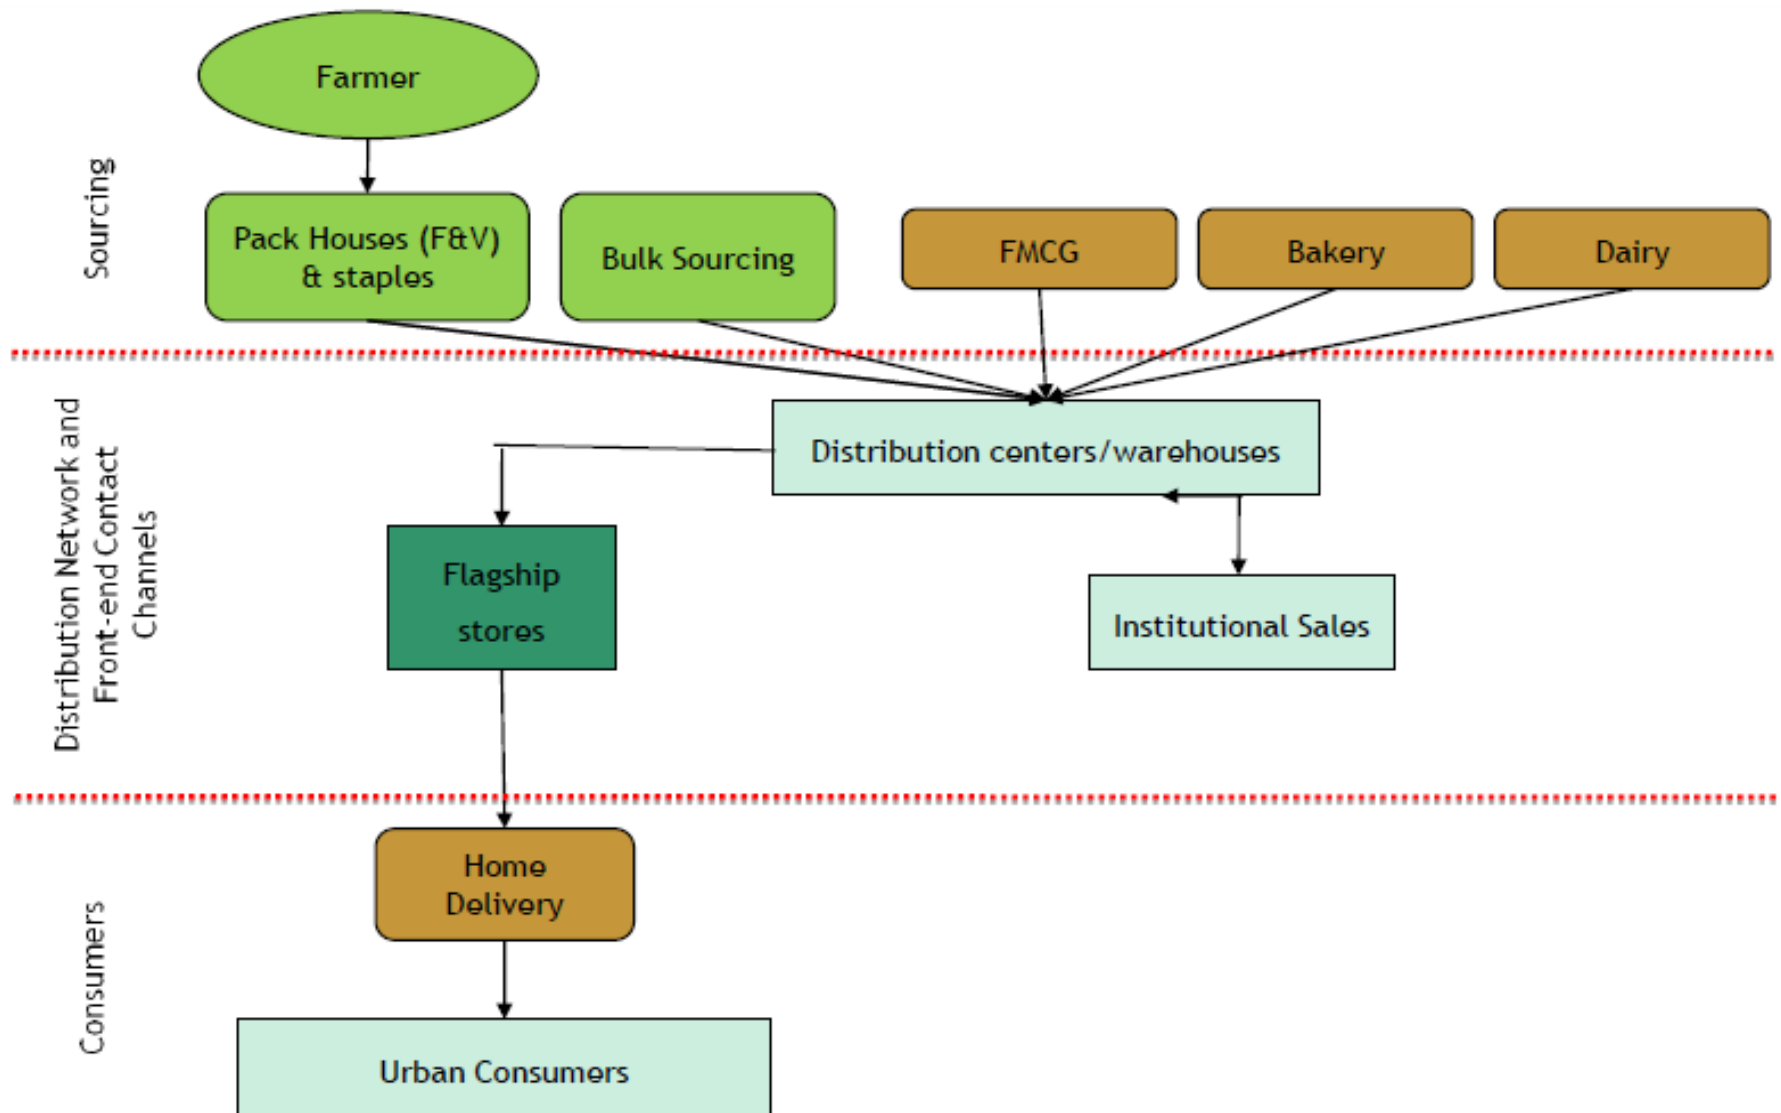 Farmer
Sourcing
Pack Houses (F&V)
& staples
Bulk Sourcing
FMCG
Bakery
Dairy
Distribution Network and
Front-end Contact
Channels
Distribution centers/warehouses
Flagship
stores
Institutional Sales
Consumers
Home
Delivery
Urban Consumers